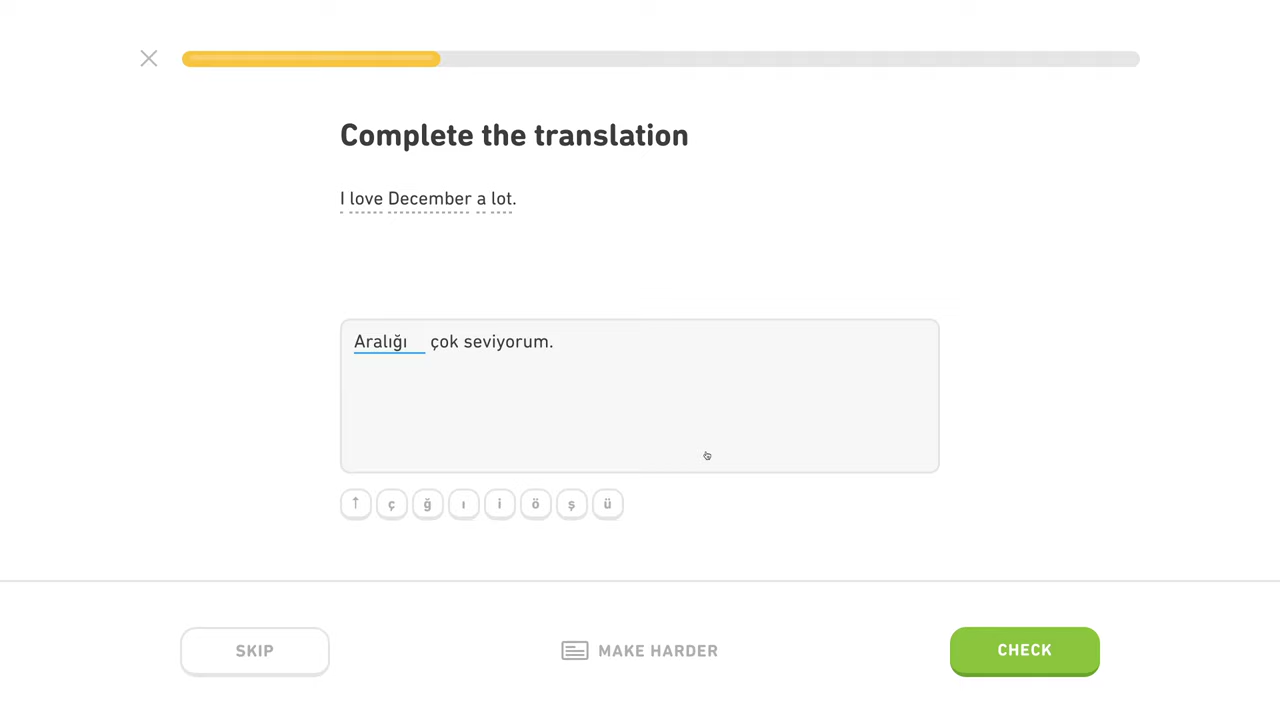 Complete the translation
I love December a lot.
Aralığı çok seviyorum.
↑ ç ğ ı i ö ş ü
SKIP
MAKE HARDER
CHECK